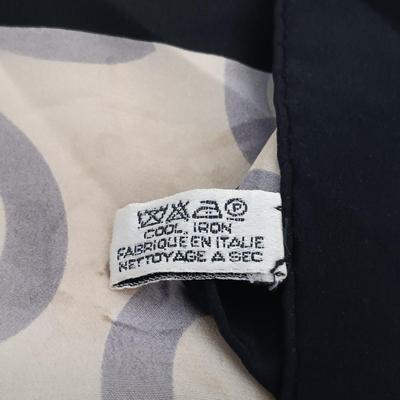 P
COOL, IRON
FABRIQUE EN ITALIE
NETTOYAGE A SEC